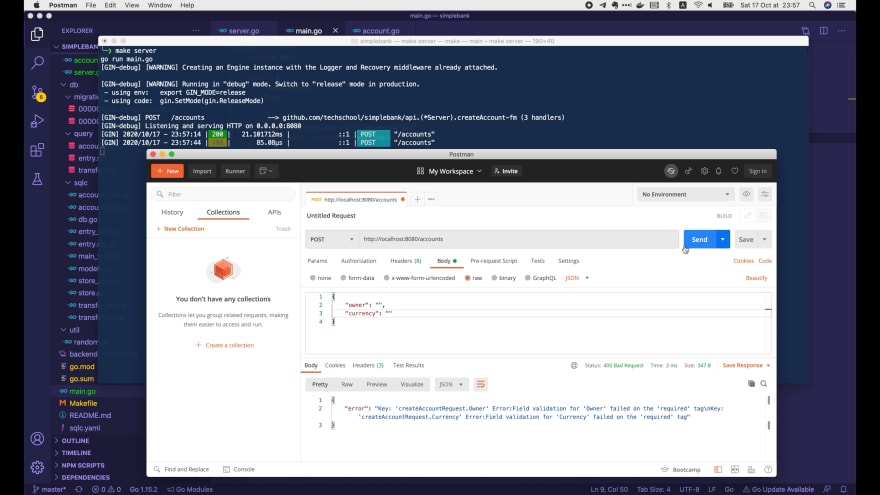 Postman File Edit View Window Help
Sat 17 Oct at 23:57
main.go — simplebank
EXPLORER
server.go
main.go
account.go
SIMPLEBANK
simplebank — make server — make — main • make server — 190×40
make server
go run main.go
[GIN-debug] [WARNING] Creating an Engine instance with the Logger and Recovery middleware already attached.
[GIN-debug] [WARNING] Running in "debug" mode. Switch to "release" mode in production.
- using env: export GIN_MODE=release
- using code: gin.SetMode(gin.ReleaseMode)
[GIN-debug] POST /accounts --> github.com/techschool/simplebank/api.(*Server).createAccount-fm (3 handlers)
[GIN-debug] Listening and serving HTTP on 0.0.0.0:8080
[GIN] 2020/10/17 - 23:57:14 | 200 | 21.101712ms | ::1 | POST "/accounts"
[GIN] 2020/10/17 - 23:57:44 | 400 | 85.08µs | ::1 | POST "/accounts"
accoun
server.g
db
migratio
00000
00000
query
accou
entry.
transf
sqlc
accou
accou
db.go
entry_
entry.
main_
model
store_
store.
transf
transf
util
random
backend
go.mod
go.sum
main.go
Makefile
README.md
sqlc.yaml
OUTLINE
TIMELINE
NPM SCRIPTS
DEPENDENCIES
Postman
New Import Runner
My Workspace Invite
Sign In
Filter
History Collections APIs
+ New Collection Trash
You don't have any collections
Collections let you group related requests, making
them easier to access and run.
+ Create a collection
POST http://localhost:8080/accounts
No Environment
Untitled Request
BUILD
POST http://localhost:8080/accounts Send Save
Params Authorization Headers (8) Body Pre-request Script Tests Settings Cookies Code
none form-data x-www-form-urlencoded raw binary GraphQL JSON Beautify
1 {
2 "owner": "",
3 "currency": ""
4 }
Body Cookies Headers (3) Test Results Status: 400 Bad Request Time: 2 ms Size: 347 B Save Response
Pretty Raw Preview Visualize JSON
1 {
2 "error": "Key: 'createAccountRequest.Owner' Error:Field validation for 'Owner' failed on the 'required' tag\nKey:
'createAccountRequest.Currency' Error:Field validation for 'Currency' failed on the 'required' tag"
3 }
Find and Replace Console Bootcamp
master* 0 0 Go 1.15.2 Go Modules Ln 9, Col 50 Tab Size: 4 UTF-8 LF Go Go Update Available